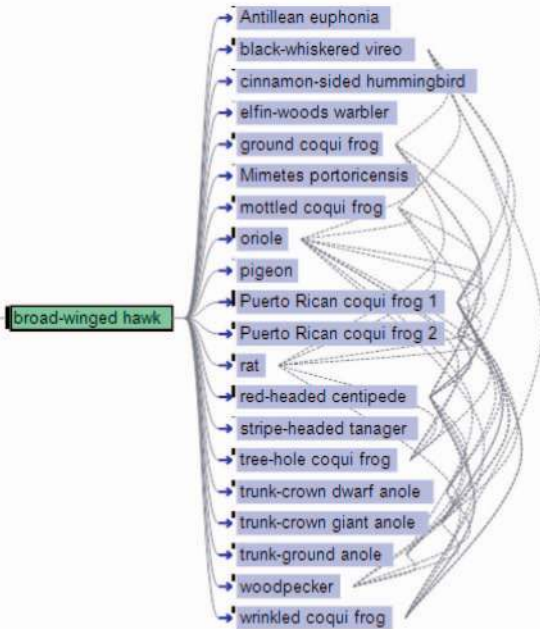 Antillean euphonia
black-whiskered vireo
cinnamon-sided hummingbird
elfin-woods warbler
ground coqui frog
Mimetes portoricensis
mottled coqui frog
oriole
pigeon
broad-winged hawk
Puerto Rican coqui frog 1
Puerto Rican coqui frog 2
rat
red-headed centipede
stripe-headed tanager
tree-hole coqui frog
trunk-crown dwarf anole
trunk-crown giant anole
trunk-ground anole
woodpecker
wrinkled coqui frog